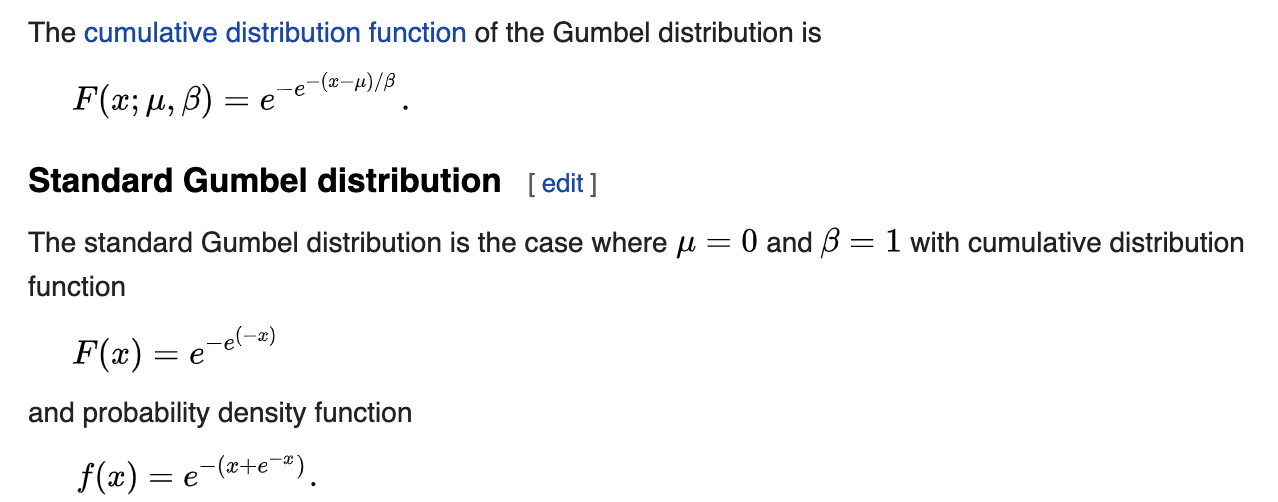 The cumulative distribution function of the Gumbel distribution is
F(x; μ, β) = e^{-e^{-(x-μ)/β}}.
Standard Gumbel distribution [ edit ]
The standard Gumbel distribution is the case where μ = 0 and β = 1 with cumulative distribution
function
F(x) = e^{-e^{(-x)}}
and probability density function
f(x) = e^{-(x+e^{-x})}.